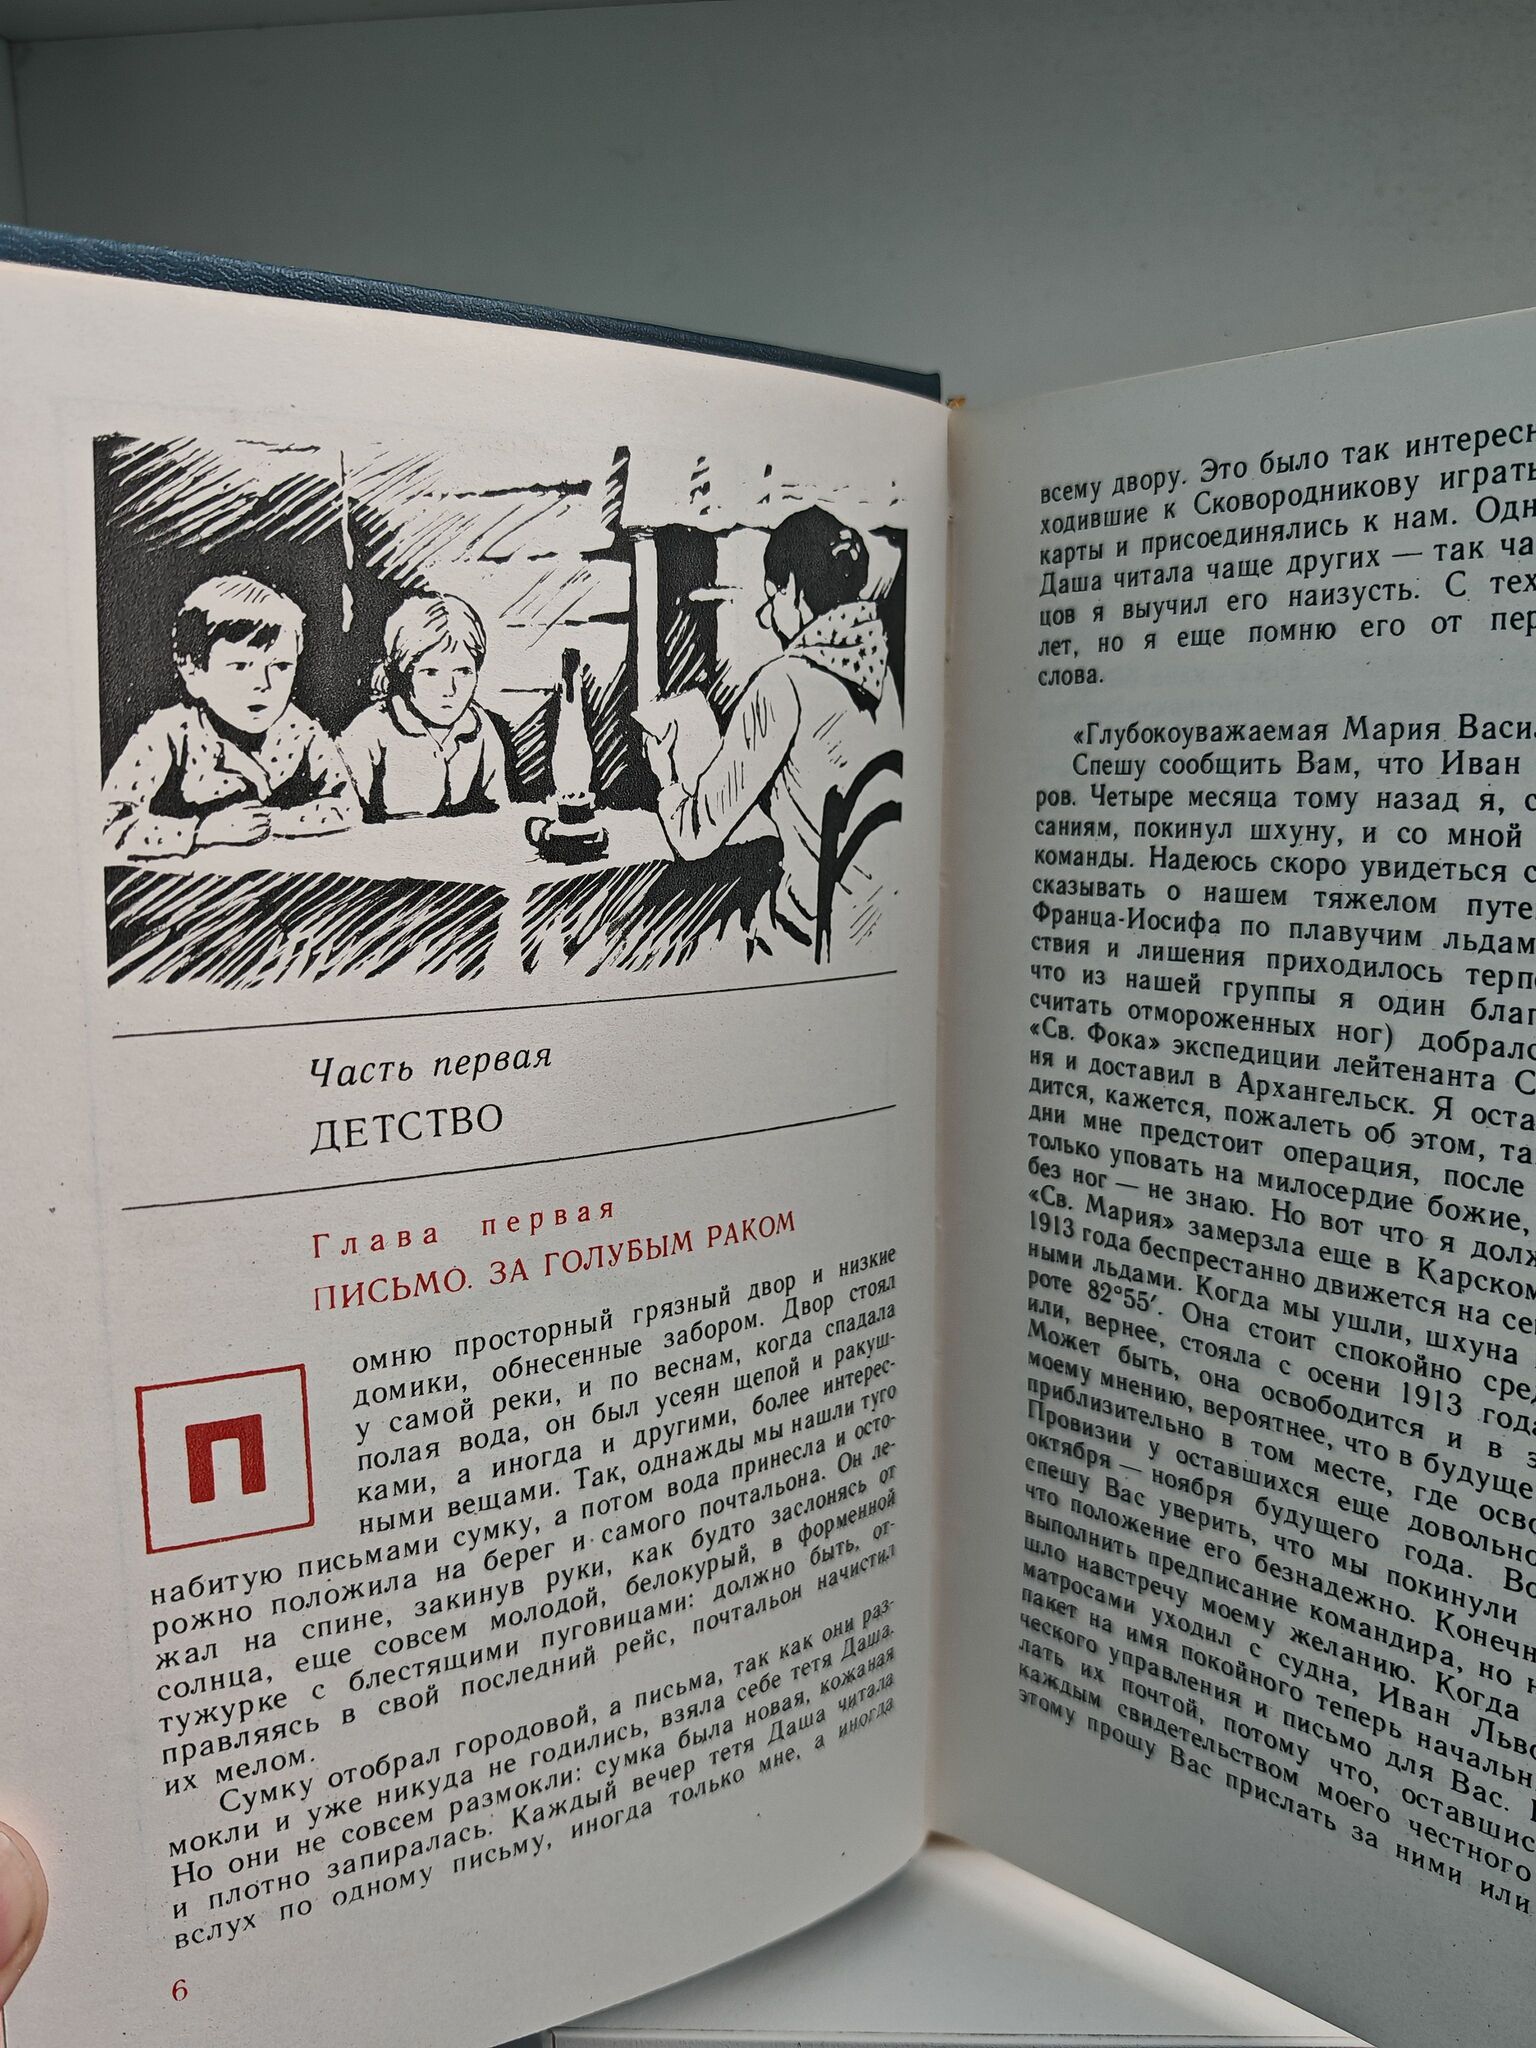 Часть первая
ДЕТСТВО
Глава первая
ПИСЬМО. ЗА ГОЛУБЫМ РАКОМ
П
омню просторный грязный двор и низкие
домики, обнесенные забором. Двор стоял
у самой реки, и по веснам, когда спадала
полая вода, он был усеян щепой и ракуш-
ками, а иногда и другими, более интерес-
ными вещами. Так, однажды мы нашли туго
набитую письмами сумку, а потом вода принесла и осто-
рожно положила на берег и самого почтальона. Он ле-
жал на спине, закинув руки, как будто заслонясь от
солнца, еще совсем молодой, белокурый, в форменной
тужурке с блестящими пуговицами: должно быть, от-
правляясь в свой последний рейс, почтальон начистил
их мелом.
Сумку отобрал городовой, а письма, так как они раз-
мокли и уже никуда не годились, взяла себе тетя Даша.
Но они не совсем размокли: сумка была новая, кожаная
и плотно запиралась. Каждый вечер тетя Даша читала
вслух по одному письму, иногда только мне, а иногда
6
всему двору. Это было так интересн
ходившие к Сковородникову играть
карты и присоединялись к нам. Одн
Даша читала чаще других — так ча
цов я выучил его наизусть. С тех
лет, но я еще помню его от пер
слова.
«Глубокоуважаемая Мария Васи
Спешу сообщить Вам, что Иван
ров. Четыре месяца тому назад я, с
саниям, покинул шхуну, и со мной
команды. Надеюсь скоро увидеться с
сказывать о нашем тяжелом путе
Франца-Иосифа по плавучим льдам
ствия и лишения приходилось терп
что из нашей группы я один благ
считать отмороженных ног) добралс
«Св. Фока» экспедиции лейтенанта С
ня и доставил в Архангельск. Я оста
дится, кажется, пожалеть об этом, та
дни мне предстоит операция, после
только уповать на милосердие божие,
без ног — не знаю. Но вот что я долж
«Св. Мария» замерзла еще в Карском
1913 года беспрестанно движется на се
ными льдами. Когда мы ушли, шхуна
роте 82°55′. Она стоит спокойно сред
или, вернее, стояла с осени 1913 года
Может быть, она освободится и в э
моему мнению, вероятнее, что в будуще
приблизительно в том месте, где осво
Провизии у оставшихся еще довольно
октября — ноября будущего года. Во
спешу Вас уверить, что мы покинули
что положение его безнадежно. Конечн
выполнить предписание командира, но н
шло навстречу моему желанию. Когда
матросами уходил с судна, Иван Льво
пакет на имя покойного теперь начальн
ческого управления и письмо для Вас.
лать их почтой, потому что, оставшис
каждым свидетельством моего честного
этому прошу Вас прислать за ними или